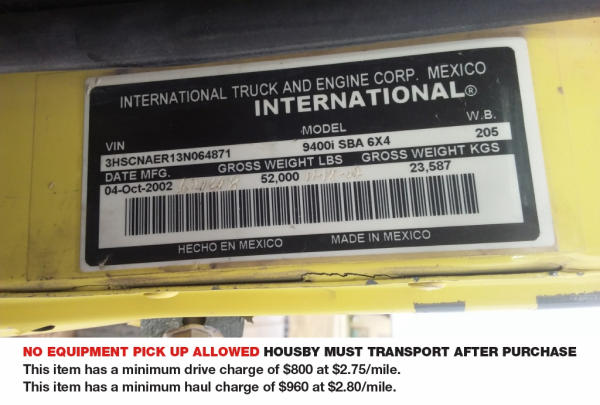 INTERNATIONAL TRUCK AND ENGINE CORP. MEXICO
INTERNATIONAL®
VIN MODEL W.B.
3HSCNAER13N064871 9400i SBA 6X4 205
DATE MFG. GROSS WEIGHT LBS GROSS WEIGHT KGS
04-Oct-2002 52,000 23,587
HECHO EN MEXICO MADE IN MEXICO
NO EQUIPMENT PICK UP ALLOWED HOUSBY MUST TRANSPORT AFTER PURCHASE
This item has a minimum drive charge of $800 at $2.75/mile.
This item has a minimum haul charge of $960 at $2.80/mile.